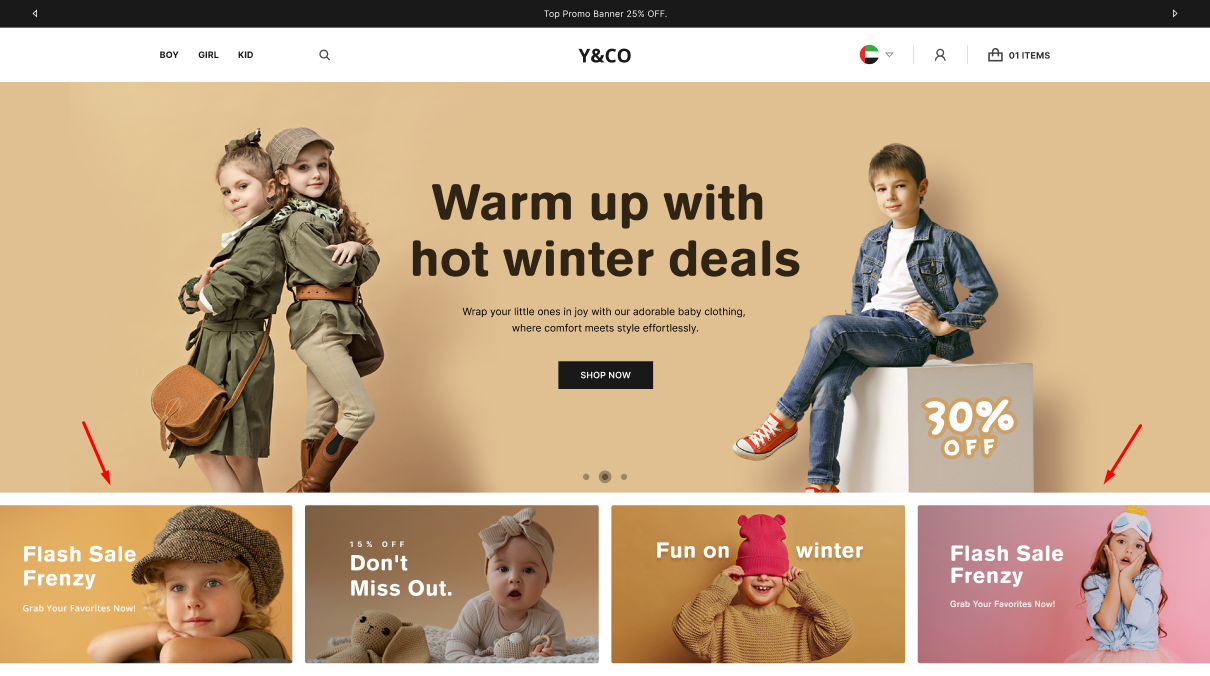 Top Promo Banner 25% OFF.
BOY GIRL KID
Y&CO
01 ITEMS
Warm up with
hot winter deals
Wrap your little ones in joy with our adorable baby clothing,
where comfort meets style effortlessly.
SHOP NOW
30%
OFF
Flash Sale
Frenzy
Grab Your Favorites Now!
15% OFF
Don't
Miss Out.
Fun on winter
Flash Sale
Frenzy
Grab Your Favorites Now!